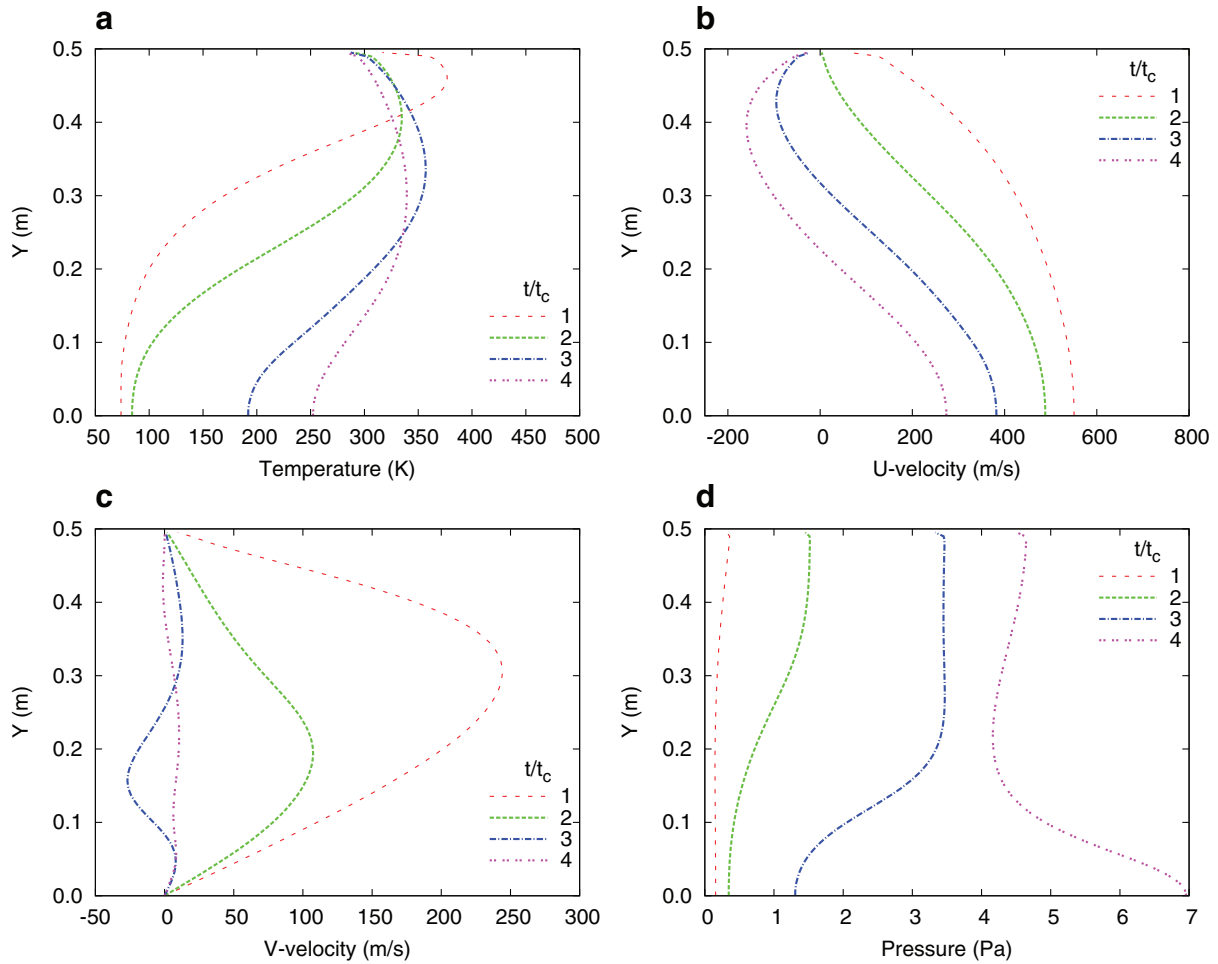 a
0.5
0.4
0.3
0.2
0.1
0.0
Y (m)
50 100 150 200 250 300 350 400 450 500
Temperature (K)
t/tc
1
2
3
4
b
0.5
0.4
0.3
0.2
0.1
0.0
Y (m)
-200 0 200 400 600 800
U-velocity (m/s)
t/tc
1
2
3
4
c
0.5
0.4
0.3
0.2
0.1
0.0
Y (m)
-50 0 50 100 150 200 250 300
V-velocity (m/s)
t/tc
1
2
3
4
d
0.5
0.4
0.3
0.2
0.1
0.0
Y (m)
0 1 2 3 4 5 6 7
Pressure (Pa)
t/tc
1
2
3
4